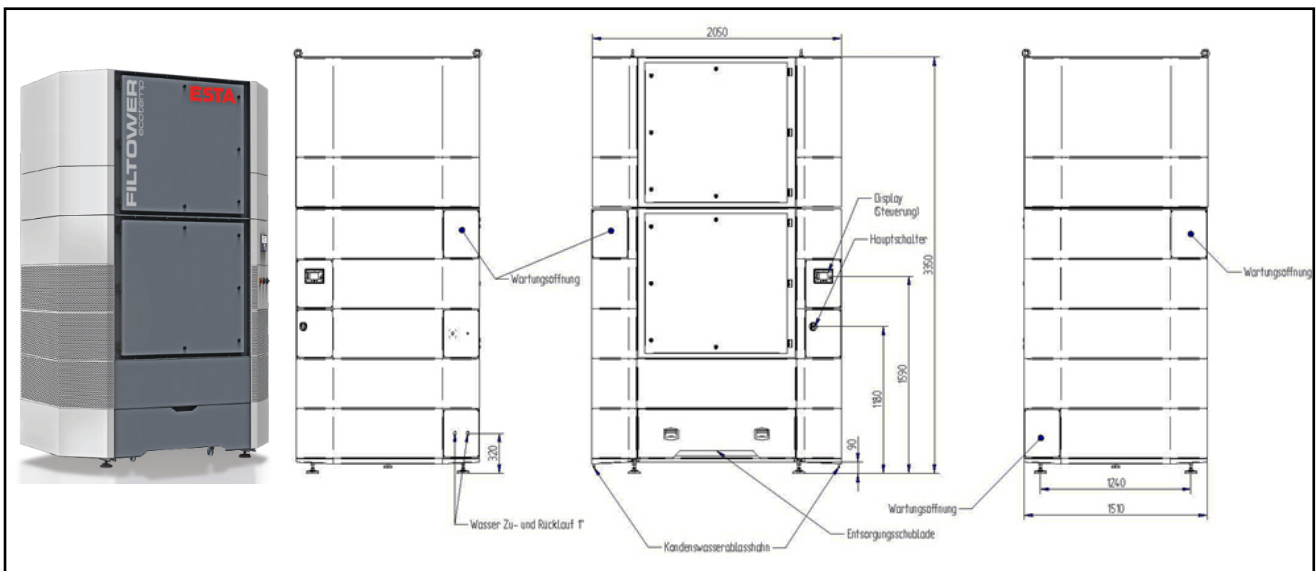 FILTOWER
ecotemp
ESTA
2050
Display
(Steuerung)
Hauptschalter
Wartungsöffnung
Wartungsöffnung
3350
1590
1180
90
320
1240
1510
Wasser Zu- und Rücklauf 1"
Kondenswasserablasshahn
Entsorgungsschublade
Wartungsöffnung